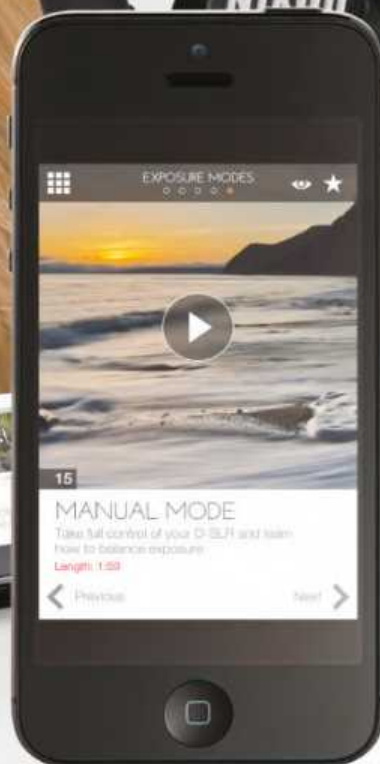 NIKON
EXPOSURE MODES
15
MANUAL MODE
Take full control of your D-SLR and learn
how to balance exposure
Length: 1:59
Previous
Next